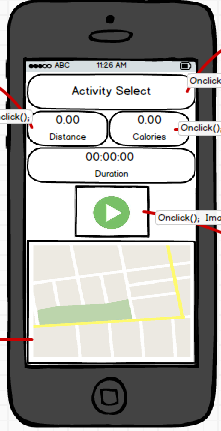 ABC 11:26 AM
Activity Select
Onclick
0.00 0.00
click();
Distance Calories
Onclick();
00:00:00
Duration
Onclick(); Ima